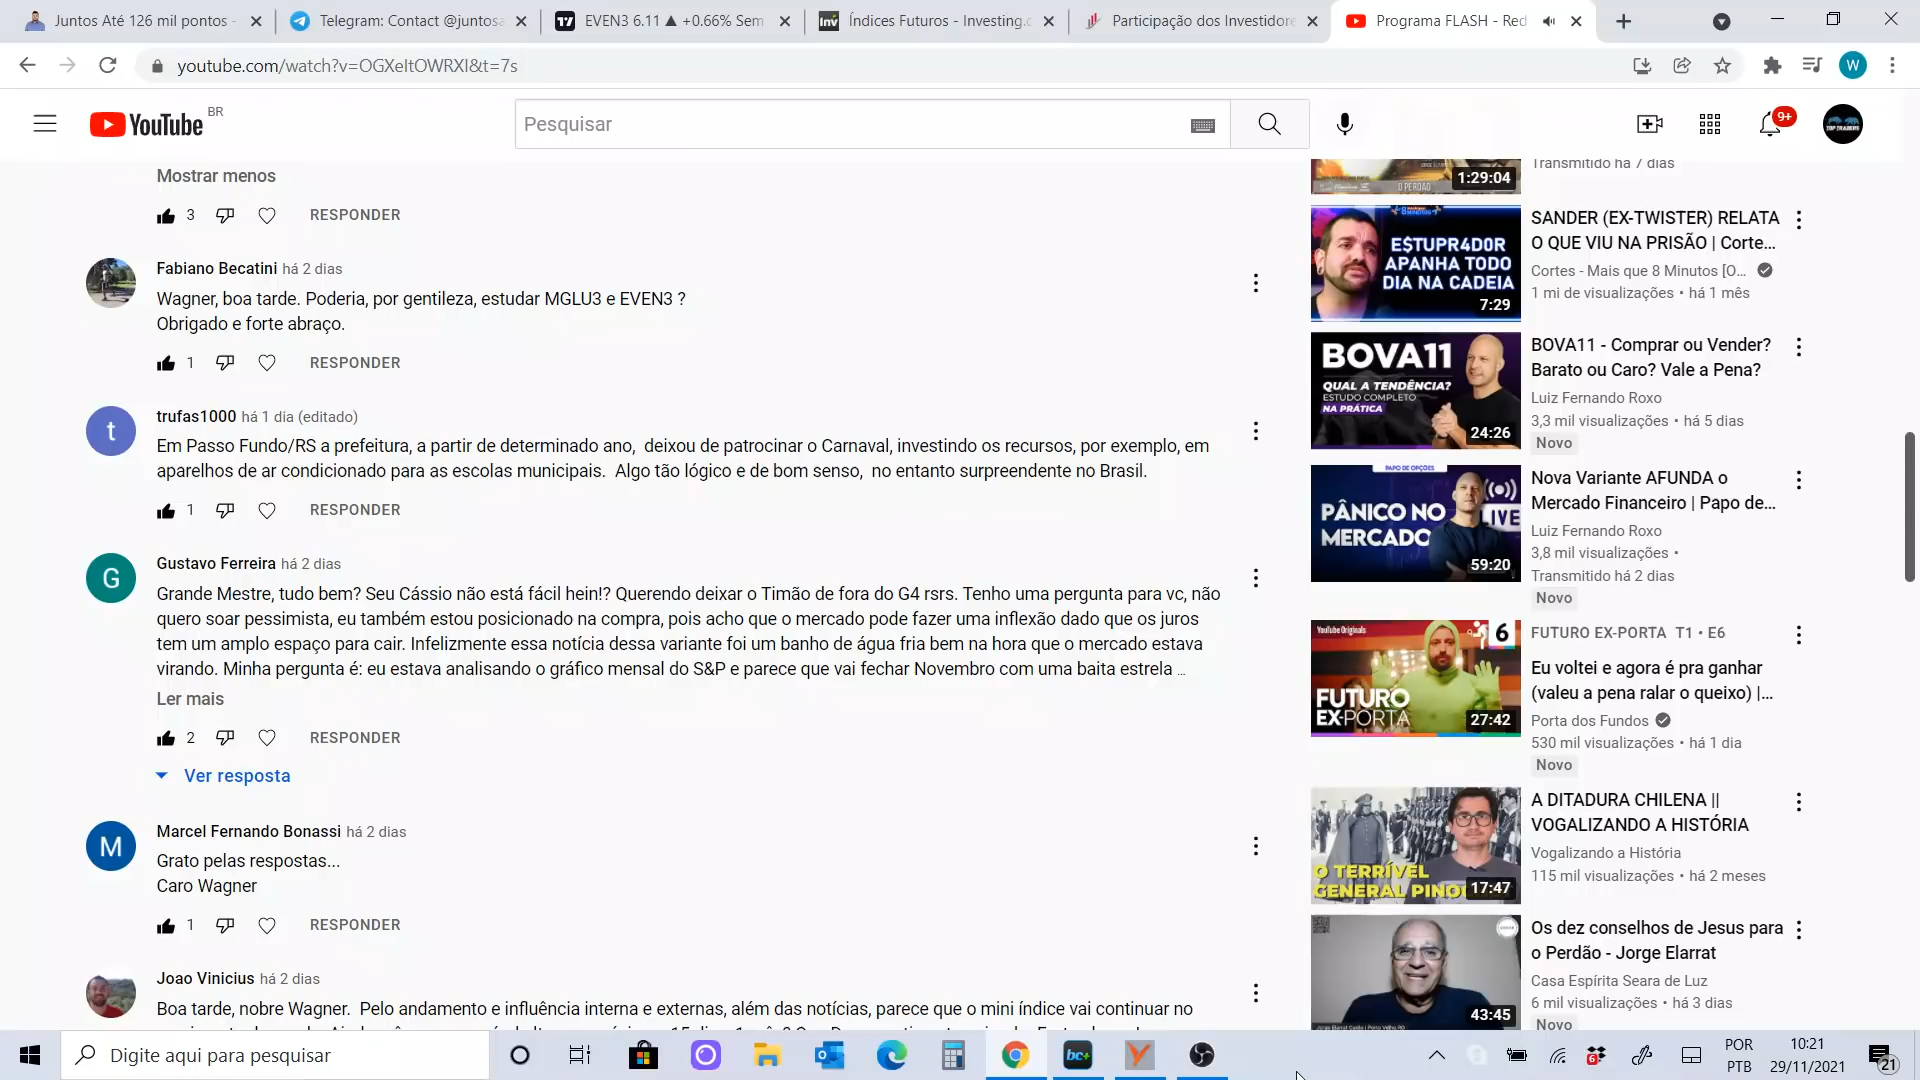 Juntos Até 126 mil pontos -
Telegram: Contact @juntosa
EVEN3 6.11 ▲ +0.66% Sem
Índices Futuros - Investing.c
Participação dos Investidore
Programa FLASH - Red
youtube.com/watch?v=OGXeItOWRXI&t=7s
W
YouTube BR
Pesquisar
9+
TOP TRADERS
Mostrar menos
3 RESPONDER
Fabiano Becatini há 2 dias
Wagner, boa tarde. Poderia, por gentileza, estudar MGLU3 e EVEN3 ?
Obrigado e forte abraço.
1 RESPONDER
t
trufas1000 há 1 dia (editado)
Em Passo Fundo/RS a prefeitura, a partir de determinado ano, deixou de patrocinar o Carnaval, investindo os recursos, por exemplo, em
aparelhos de ar condicionado para as escolas municipais. Algo tão lógico e de bom senso, no entanto surpreendente no Brasil.
1 RESPONDER
G
Gustavo Ferreira há 2 dias
Grande Mestre, tudo bem? Seu Cássio não está fácil hein!? Querendo deixar o Timão de fora do G4 rsrs. Tenho uma pergunta para vc, não
quero soar pessimista, eu também estou posicionado na compra, pois acho que o mercado pode fazer uma inflexão dado que os juros
tem um amplo espaço para cair. Infelizmente essa notícia dessa variante foi um banho de água fria bem na hora que o mercado estava
virando. Minha pergunta é: eu estava analisando o gráfico mensal do S&P e parece que vai fechar Novembro com uma baita estrela ...
Ler mais
2 RESPONDER
Ver resposta
M
Marcel Fernando Bonassi há 2 dias
Grato pelas respostas...
Caro Wagner
1 RESPONDER
Joao Vinicius há 2 dias
Boa tarde, nobre Wagner. Pelo andamento e influência interna e externas, além das notícias, parece que o mini índice vai continuar no
O PERDÃO
1:29:04
Transmitido há 7 dias
E$TUPR4D0R
APANHA TODO
DIA NA CADEIA
7:29
SANDER (EX-TWISTER) RELATA
O QUE VIU NA PRISÃO | Corte...
Cortes - Mais que 8 Minutos [O...
1 mi de visualizações • há 1 mês
BOVA11
QUAL A TENDÊNCIA?
ESTUDO COMPLETO
NA PRÁTICA
24:26
BOVA11 - Comprar ou Vender?
Barato ou Caro? Vale a Pena?
Luiz Fernando Roxo
3,3 mil visualizações • há 5 dias
Novo
PAPO DE OPÇÕES
PÂNICO NO
MERCADO
LIVE
59:20
Nova Variante AFUNDA o
Mercado Financeiro | Papo de...
Luiz Fernando Roxo
3,8 mil visualizações •
Transmitido há 2 dias
Novo
YouTube Originals
6
FUTURO
EX-PORTA
27:42
FUTURO EX-PORTA T1 • E6
Eu voltei e agora é pra ganhar
(valeu a pena ralar o queixo) |...
Porta dos Fundos
530 mil visualizações • há 1 dia
Novo
O TERRÍVEL
GENERAL PINO
17:47
A DITADURA CHILENA ||
VOGALIZANDO A HISTÓRIA
Vogalizando a História
115 mil visualizações • há 2 meses
43:45
Os dez conselhos de Jesus para
o Perdão - Jorge Elarrat
Casa Espírita Seara de Luz
6 mil visualizações • há 3 dias
Novo
Digite aqui para pesquisar
bc+
6
POR
PTB
10:21
29/11/2021
21